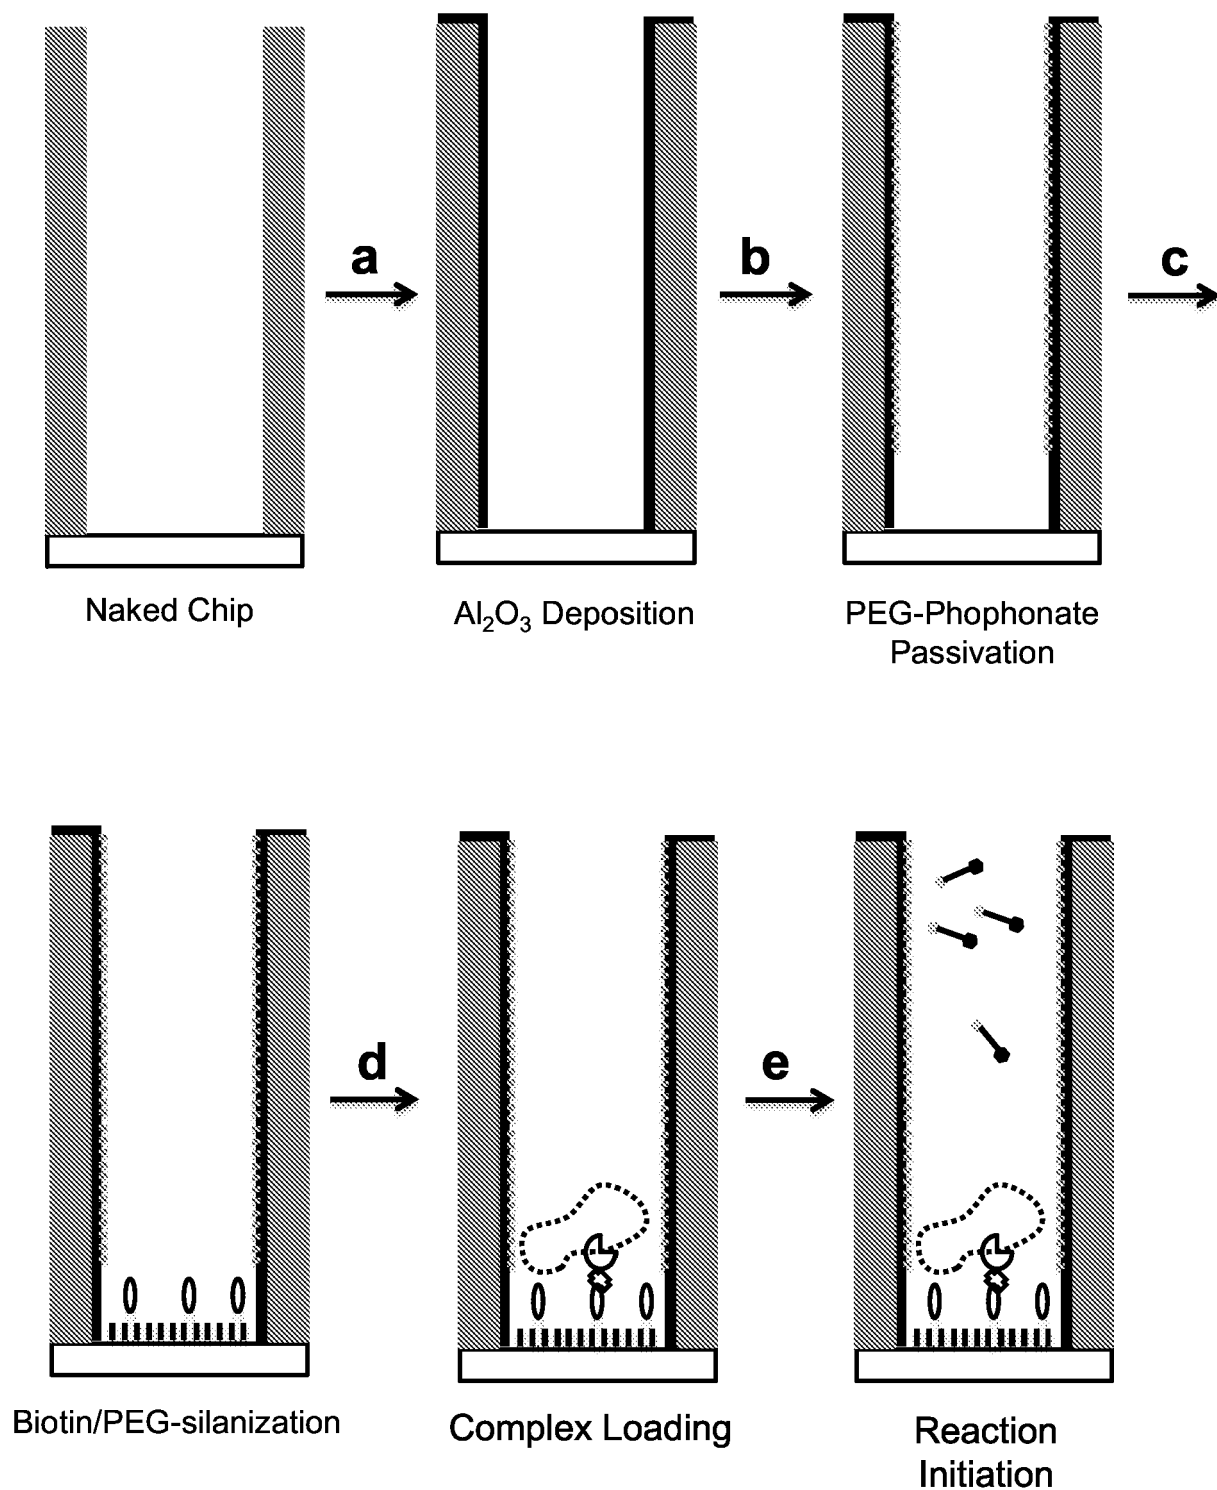 a
b
c
Naked Chip
Al₂O₃ Deposition
PEG-Phophonate
Passivation
d
e
Biotin/PEG-silanization
Complex Loading
Reaction
Initiation